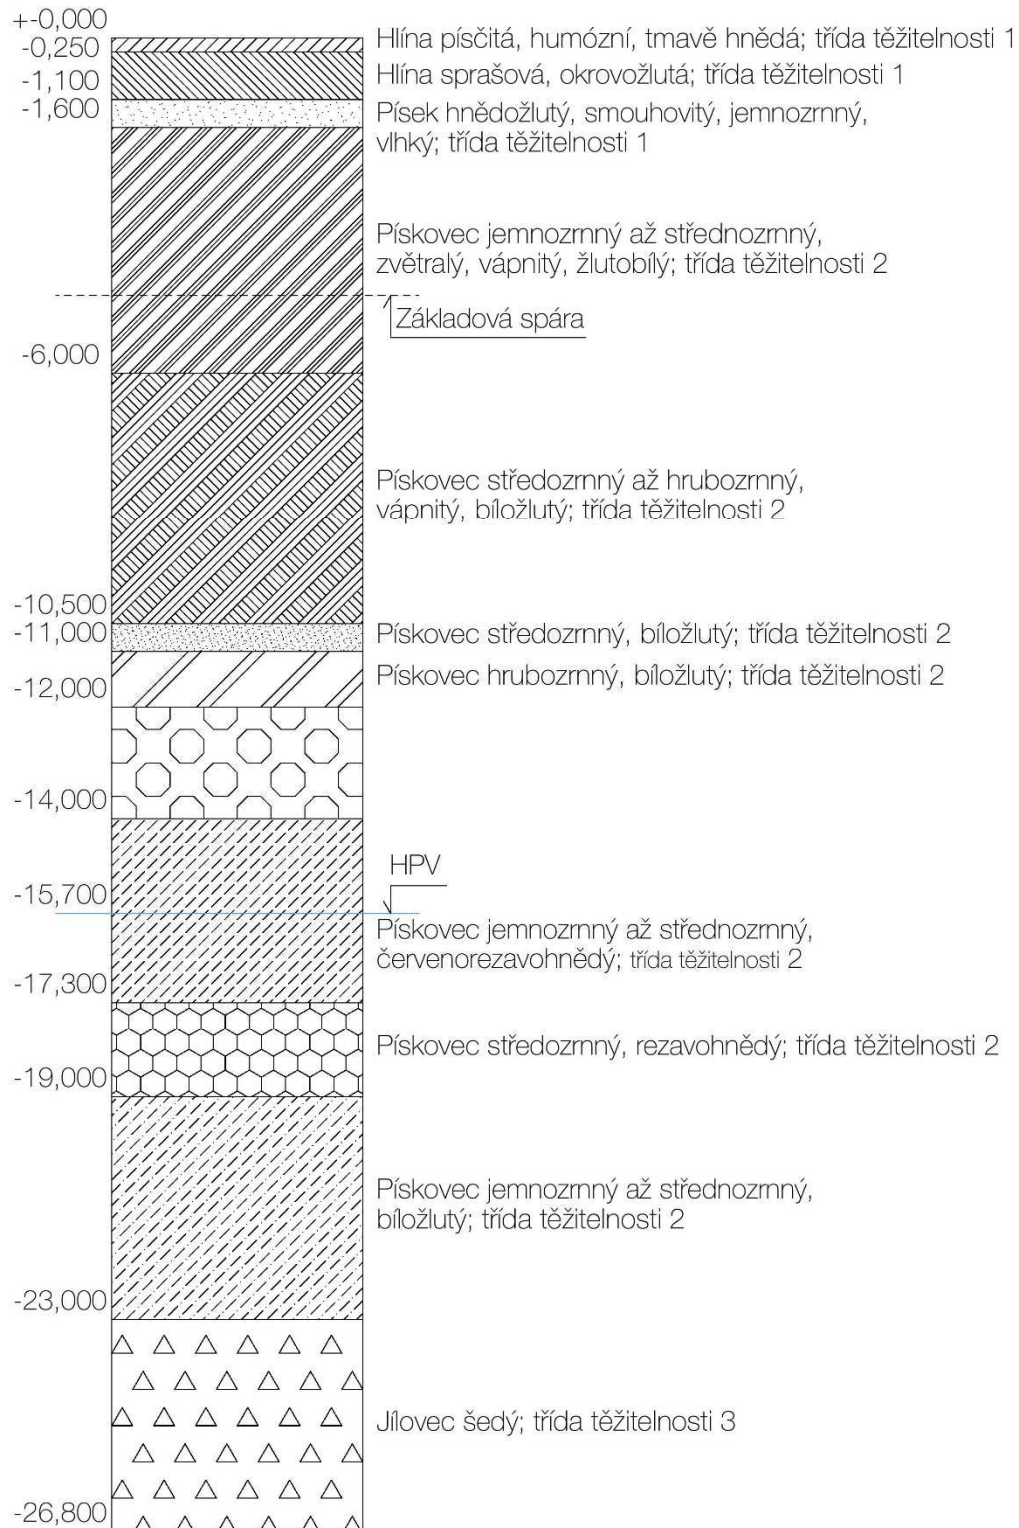 +-0,000
-0,250
Hlína písčitá, humózní, tmavě hnědá; třída těžitelnosti 1
-1,100
Hlína sprašová, okrovožlutá; třída těžitelnosti 1
-1,600
Písek hnědožlutý, smouhovitý, jemnozrnný,
vlhký; třída těžitelnosti 1
Pískovec jemnozrnný až střednozrnný,
zvětralý, vápnitý, žlutobílý; třída těžitelnosti 2
Základová spára
-6,000
Pískovec středozrnný až hrubozrnný,
vápnitý, bíložlutý; třída těžitelnosti 2
-10,500
-11,000
Pískovec středozrnný, bíložlutý; třída těžitelnosti 2
Pískovec hrubozrnný, bíložlutý; třída těžitelnosti 2
-12,000
-14,000
HPV
-15,700
Pískovec jemnozrnný až střednozrnný,
červenorezavohnědý; třída těžitelnosti 2
-17,300
Pískovec středozrnný, rezavohnědý; třída těžitelnosti 2
-19,000
Pískovec jemnozrnný až střednozrnný,
bíložlutý; třída těžitelnosti 2
-23,000
Jílovec šedý; třída těžitelnosti 3
-26,800